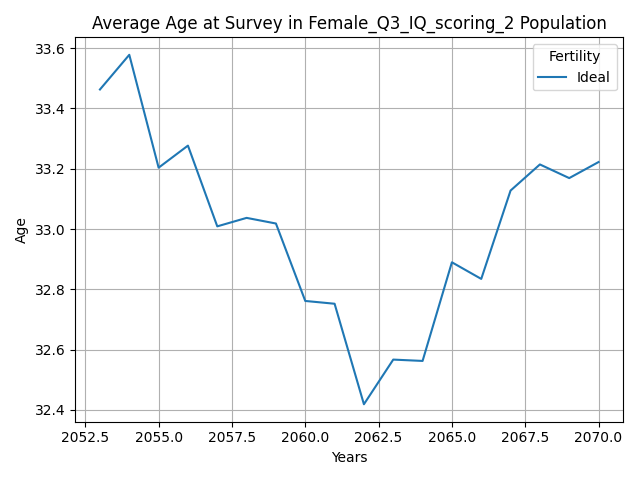 Average Age at Survey in Female_Q3_IQ_scoring_2 Population
Fertility
Ideal
33.6
33.4
33.2
33.0
32.8
32.6
32.4
Age
2052.5 2055.0 2057.5 2060.0 2062.5 2065.0 2067.5 2070.0
Years